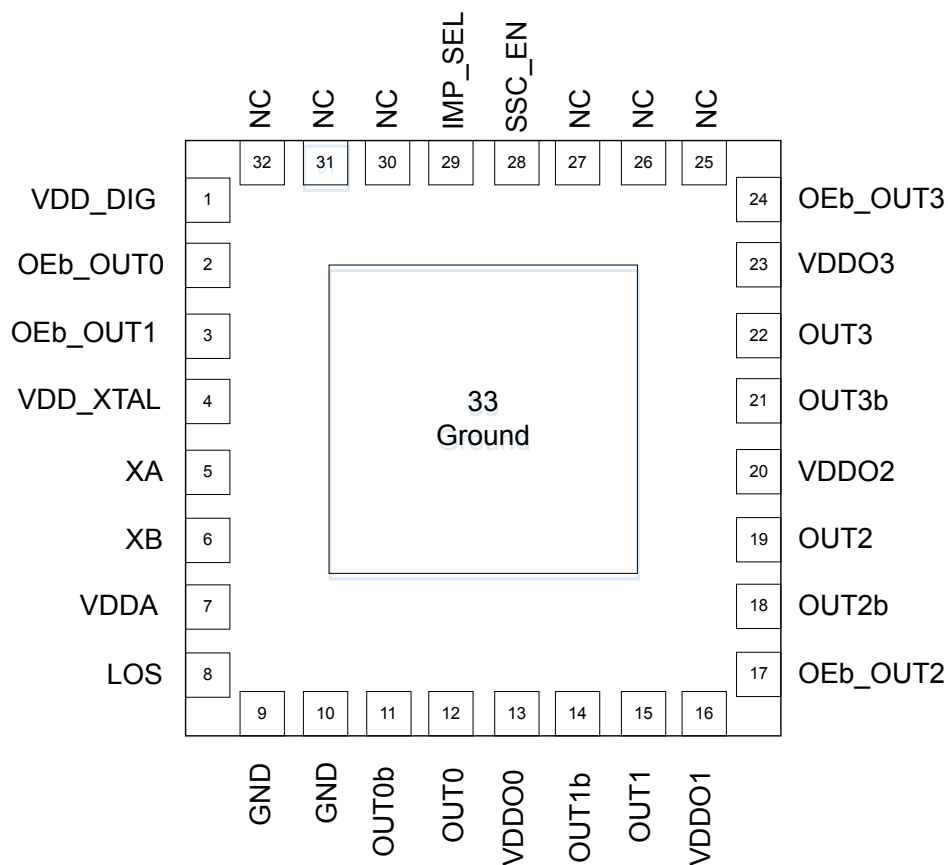 IMP_SEL
SSC_EN
NC
NC
NC
NC
NC
NC
32
31
30
29
28
27
26
25
VDD_DIG
1
24
OEb_OUT3
OEb_OUT0
2
23
VDDO3
OEb_OUT1
3
22
OUT3
VDD_XTAL
4
33
Ground
21
OUT3b
XA
5
20
VDDO2
XB
6
19
OUT2
VDDA
7
18
OUT2b
LOS
8
17
OEb_OUT2
9
10
11
12
13
14
15
16
GND
GND
OUT0b
OUT0
VDDO0
OUT1b
OUT1
VDDO1